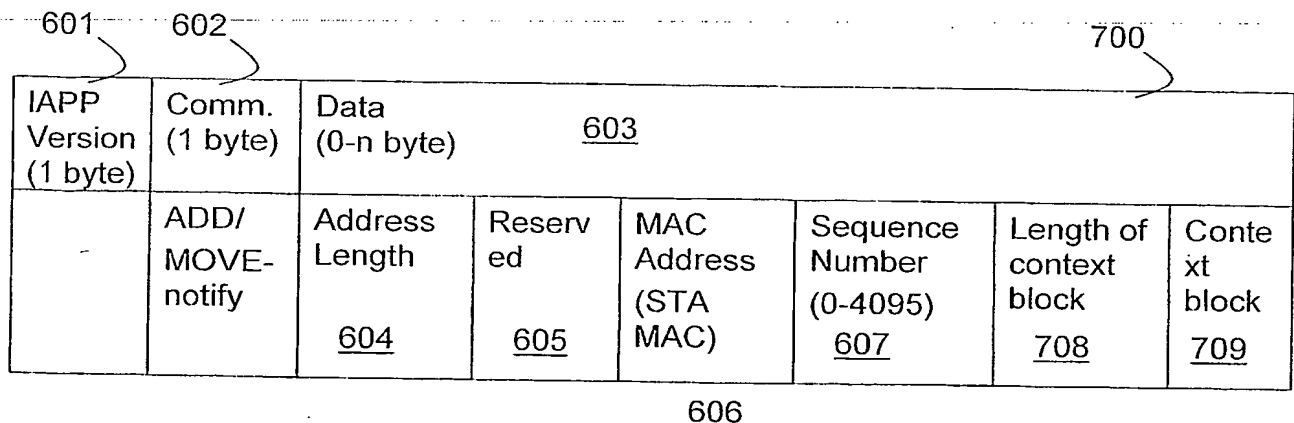 601 602 700
IAPP Version (1 byte)
Comm. (1 byte)
Data (0-n byte) 603
ADD/ MOVE- notify
Address Length 604
Reserv ed 605
MAC Address (STA MAC)
Sequence Number (0-4095) 607
Length of context block 708
Conte xt block 709
606